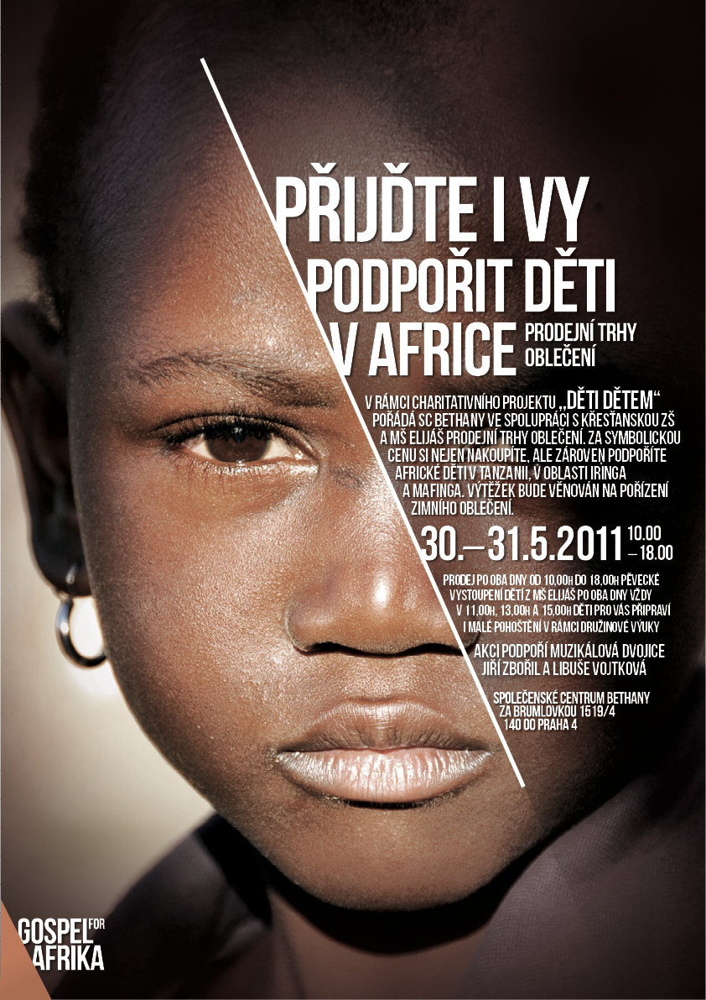 PŘIJĎTE I VY
PODPOŘIT DĚTI
V AFRICE
PRODEJNÍ TRHY
OBLEČENÍ
V RÁMCI CHARITATIVNÍHO PROJEKTU „DĚTI DĚTEM“
POŘÁDÁ SC BETHANY VE SPOLUPRÁCI S KŘESŤANSKOU ZŠ
A MŠ ELIJÁŠ PRODEJNÍ TRHY OBLEČENÍ. ZA SYMBOLICKOU
CENU SI NEJEN NAKOUPÍTE, ALE ZÁROVEN PODPOŘÍTE
AFRICKÉ DĚTI V TANZANII, V OBLASTI IRINGA
A MAFINGA. VÝTĚŽEK BUDE VĚNOVÁN NA POŘÍZENÍ
ZIMNÍHO OBLEČENÍ.
30.–31.5.2011 10.00
–18.00
PRODEJ PO OBA DNY OD 10,00H DO 18,00H PĚVECKÉ
VYSTOUPENÍ DĚTÍ Z MŠ ELIJÁŠ PO OBA DNY VŽDY
V 11.00H, 13.00H A 15.00H DĚTI PRO VÁS PŘIPRAVÍ
I MALÉ POHOŠTĚNÍ V RÁMCI DRUŽINOVÉ VÝUKY
AKCI PODPOŘÍ MUZIKÁLOVÁ DVOJICE
JIŘÍ ZBOŘIL A LIBUŠE VOJTKOVÁ
SPOLEČENSKÉ CENTRUM BETHANY
ZA BRUMLOVKOU 1519/4
140 00 PRAHA 4
GOSPEL FOR
AFRIKA